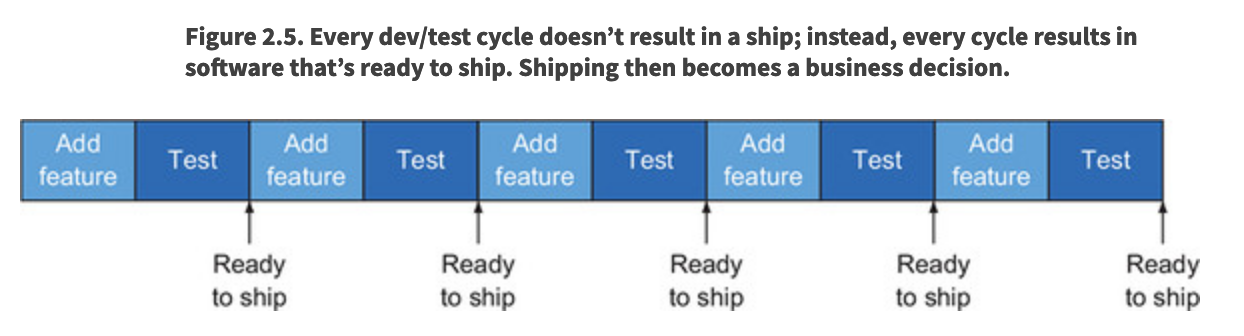 Figure 2.5. Every dev/test cycle doesn’t result in a ship; instead, every cycle results in
software that’s ready to ship. Shipping then becomes a business decision.
Add
feature
Test
Add
feature
Test
Add
feature
Test
Add
feature
Test
Add
feature
Test
Ready
to ship
Ready
to ship
Ready
to ship
Ready
to ship
Ready
to ship